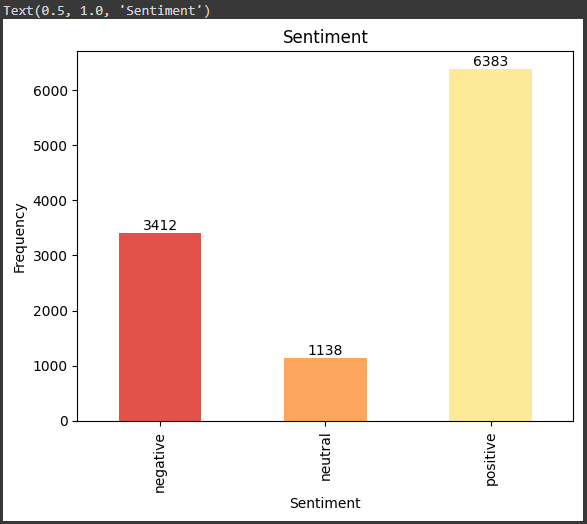 Text(0.5, 1.0, 'Sentiment')
Sentiment
6383
6000
5000
4000
3412
Frequency
3000
2000
1138
1000
0
negative
neutral
positive
Sentiment